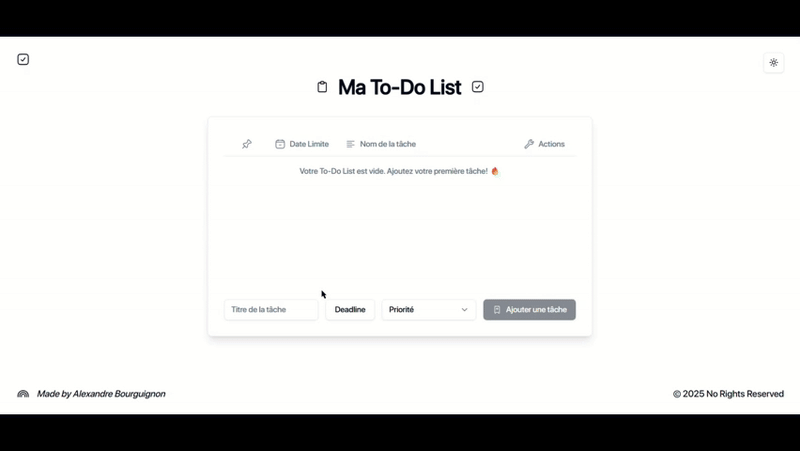 Ma To-Do List
Date Limite Nom de la tâche Actions
Votre To-Do List est vide. Ajoutez votre première tâche! 🔥
Titre de la tâche Deadline Priorité Ajouter une tâche
Made by Alexandre Bourguignon © 2025 No Rights Reserved